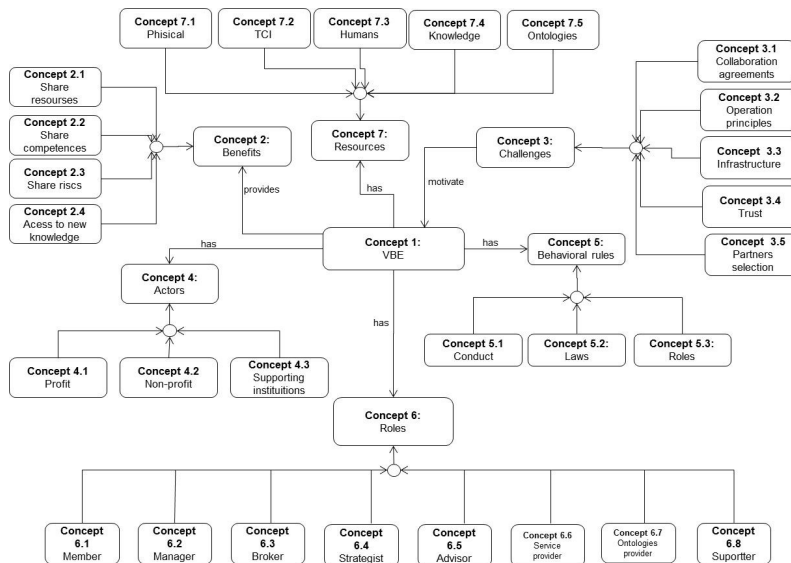 Concept 7.1
Phisical
Concept 7.2
TCI
Concept 7.3
Humans
Concept 7.4
Knowledge
Concept 7.5
Ontologies
Concept 2.1
Share
resourses
Concept 2.2
Share
competences
Concept 2.3
Share riscs
Concept 2.4
Acess to new
knowledge
Concept 2:
Benefits
Concept 7:
Resources
Concept 3:
Challenges
Concept 3.1
Collaboration
agreements
Concept 3.2
Operation
principles
Concept 3.3
Infrastructure
Concept 3.4
Trust
Concept 3.5
Partners
selection
provides
has
motivate
has
Concept 1:
VBE
has
Concept 4:
Actors
Concept 5:
Behavioral rules
has
Concept 4.1
Profit
Concept 4.2
Non-profit
Concept 4.3
Supporting
instituitions
Concept 5.1
Conduct
Concept 5.2:
Laws
Concept 5.3:
Roles
Concept 6:
Roles
Concept
6.1
Member
Concept
6.2
Manager
Concept
6.3
Broker
Concept
6.4
Strategist
Concept
6.5
Advisor
Concept 6.6
Service
provider
Concept 6.7
Ontologies
provider
Concept
6.8
Suportter